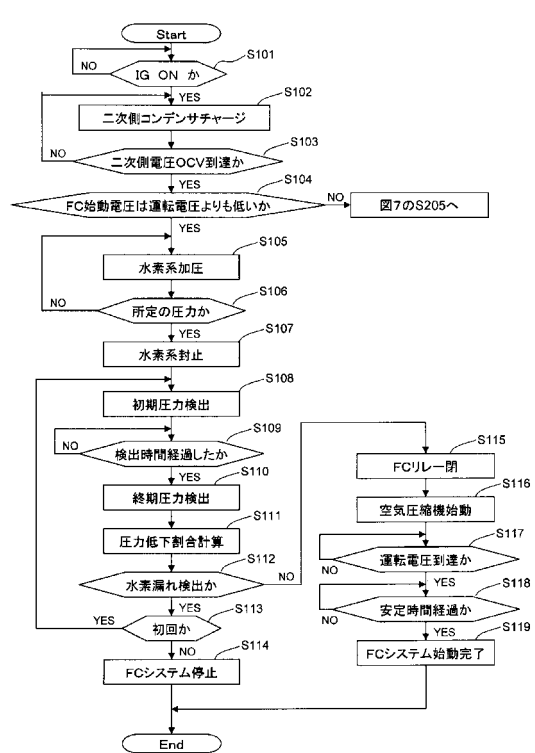 Start
S101
IG ON か
NO
YES
S102
二次側コンデンサチャージ
S103
二次側電圧OCV到達か
NO
YES
S104
FC始動電圧は運転電圧よりも低いか
NO
図7のS205へ
YES
S105
水素系加圧
S106
所定の圧力か
NO
YES
S107
水素系封止
S108
初期圧力検出
S109
検出時間経過したか
NO
YES
S110
終期圧力検出
S111
圧力低下割合計算
S112
水素漏れ検出か
NO
YES
S113
初回か
YES
NO
S114
FCシステム停止
S115
FCリレー閉
S116
空気圧縮機始動
S117
運転電圧到達か
NO
YES
S118
安定時間経過か
NO
YES
S119
FCシステム始動完了
End